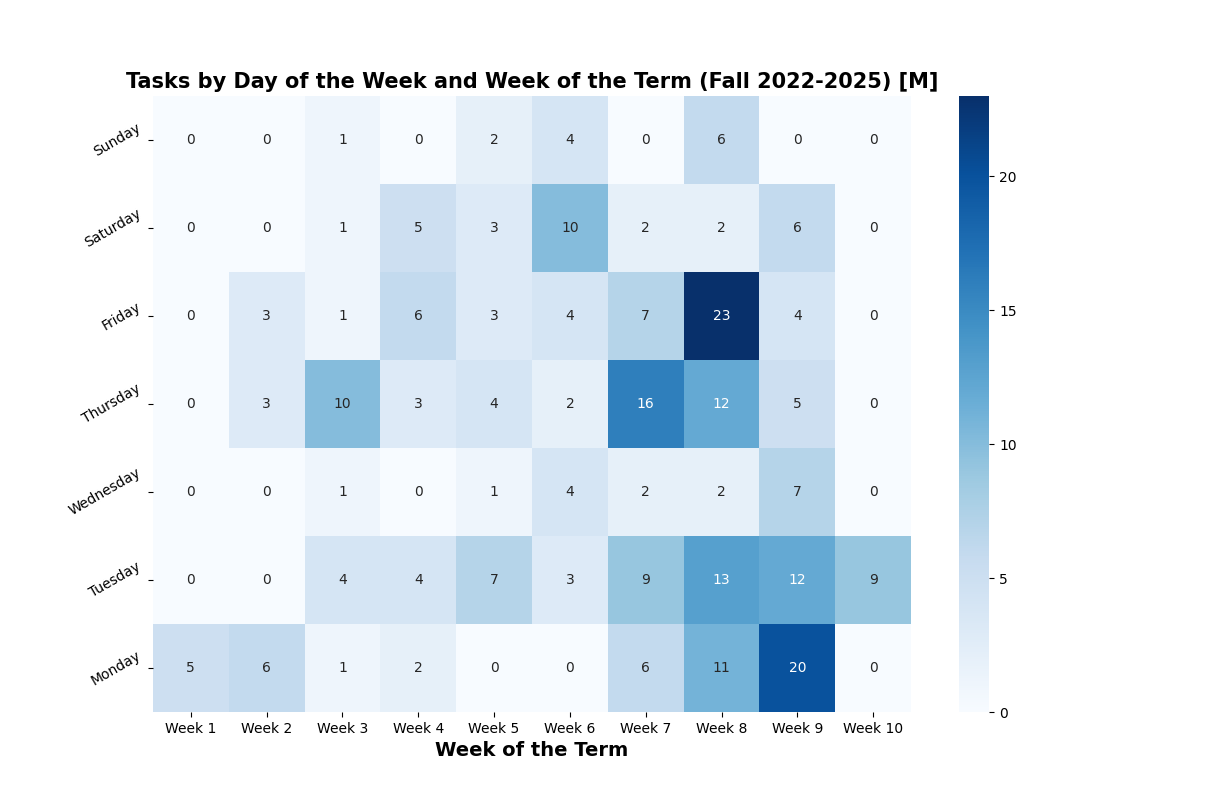 Tasks by Day of the Week and Week of the Term (Fall 2022-2025) [M]
Sunday 0 0 1 0 2 4 0 6 0 0
Saturday 0 0 1 5 3 10 2 2 6 0
Friday 0 3 1 6 3 4 7 23 4 0
Thursday 0 3 10 3 4 2 16 12 5 0
Wednesday 0 0 1 0 1 4 2 2 7 0
Tuesday 0 0 4 4 7 3 9 13 12 9
Monday 5 6 1 2 0 0 6 11 20 0
Week 1 Week 2 Week 3 Week 4 Week 5 Week 6 Week 7 Week 8 Week 9 Week 10
Week of the Term
20
15
10
5
0